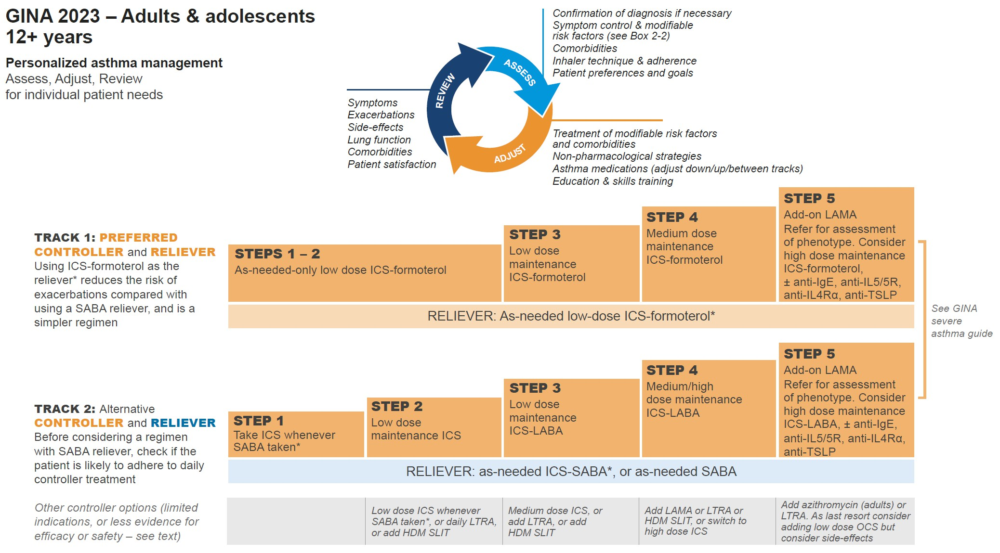 GINA 2023 – Adults & adolescents
12+ years
Personalized asthma management
Assess, Adjust, Review
for individual patient needs
Confirmation of diagnosis if necessary
Symptom control & modifiable
risk factors (see Box 2-2)
Comorbidities
Inhaler technique & adherence
Patient preferences and goals
ASSESS
REVIEW
ADJUST
Symptoms
Exacerbations
Side-effects
Lung function
Comorbidities
Patient satisfaction
Treatment of modifiable risk factors
and comorbidities
Non-pharmacological strategies
Asthma medications (adjust down/up/between tracks)
Education & skills training
TRACK 1: PREFERRED
CONTROLLER and RELIEVER
Using ICS-formoterol as the
reliever* reduces the risk of
exacerbations compared with
using a SABA reliever, and is a
simpler regimen
STEPS 1 – 2
As-needed-only low dose ICS-formoterol
STEP 3
Low dose
maintenance
ICS-formoterol
STEP 4
Medium dose
maintenance
ICS-formoterol
STEP 5
Add-on LAMA
Refer for assessment
of phenotype. Consider
high dose maintenance
ICS-formoterol,
± anti-IgE, anti-IL5/5R,
anti-IL4Rα, anti-TSLP
RELIEVER: As-needed low-dose ICS-formoterol*
See GINA
severe
asthma guide
TRACK 2: Alternative
CONTROLLER and RELIEVER
Before considering a regimen
with SABA reliever, check if the
patient is likely to adhere to daily
controller treatment
STEP 1
Take ICS whenever
SABA taken*
STEP 2
Low dose
maintenance ICS
STEP 3
Low dose
maintenance
ICS-LABA
STEP 4
Medium/high
dose maintenance
ICS-LABA
STEP 5
Add-on LAMA
Refer for assessment
of phenotype. Consider
high dose maintenance
ICS-LABA, ± anti-IgE,
anti-IL5/5R, anti-IL4Rα,
anti-TSLP
RELIEVER: as-needed ICS-SABA*, or as-needed SABA
Other controller options (limited
indications, or less evidence for
efficacy or safety – see text)
Low dose ICS whenever
SABA taken*, or daily LTRA,
or add HDM SLIT
Medium dose ICS, or
add LTRA, or add
HDM SLIT
Add LAMA or LTRA or
HDM SLIT, or switch to
high dose ICS
Add azithromycin (adults) or
LTRA. As last resort consider
adding low dose OCS but
consider side-effects